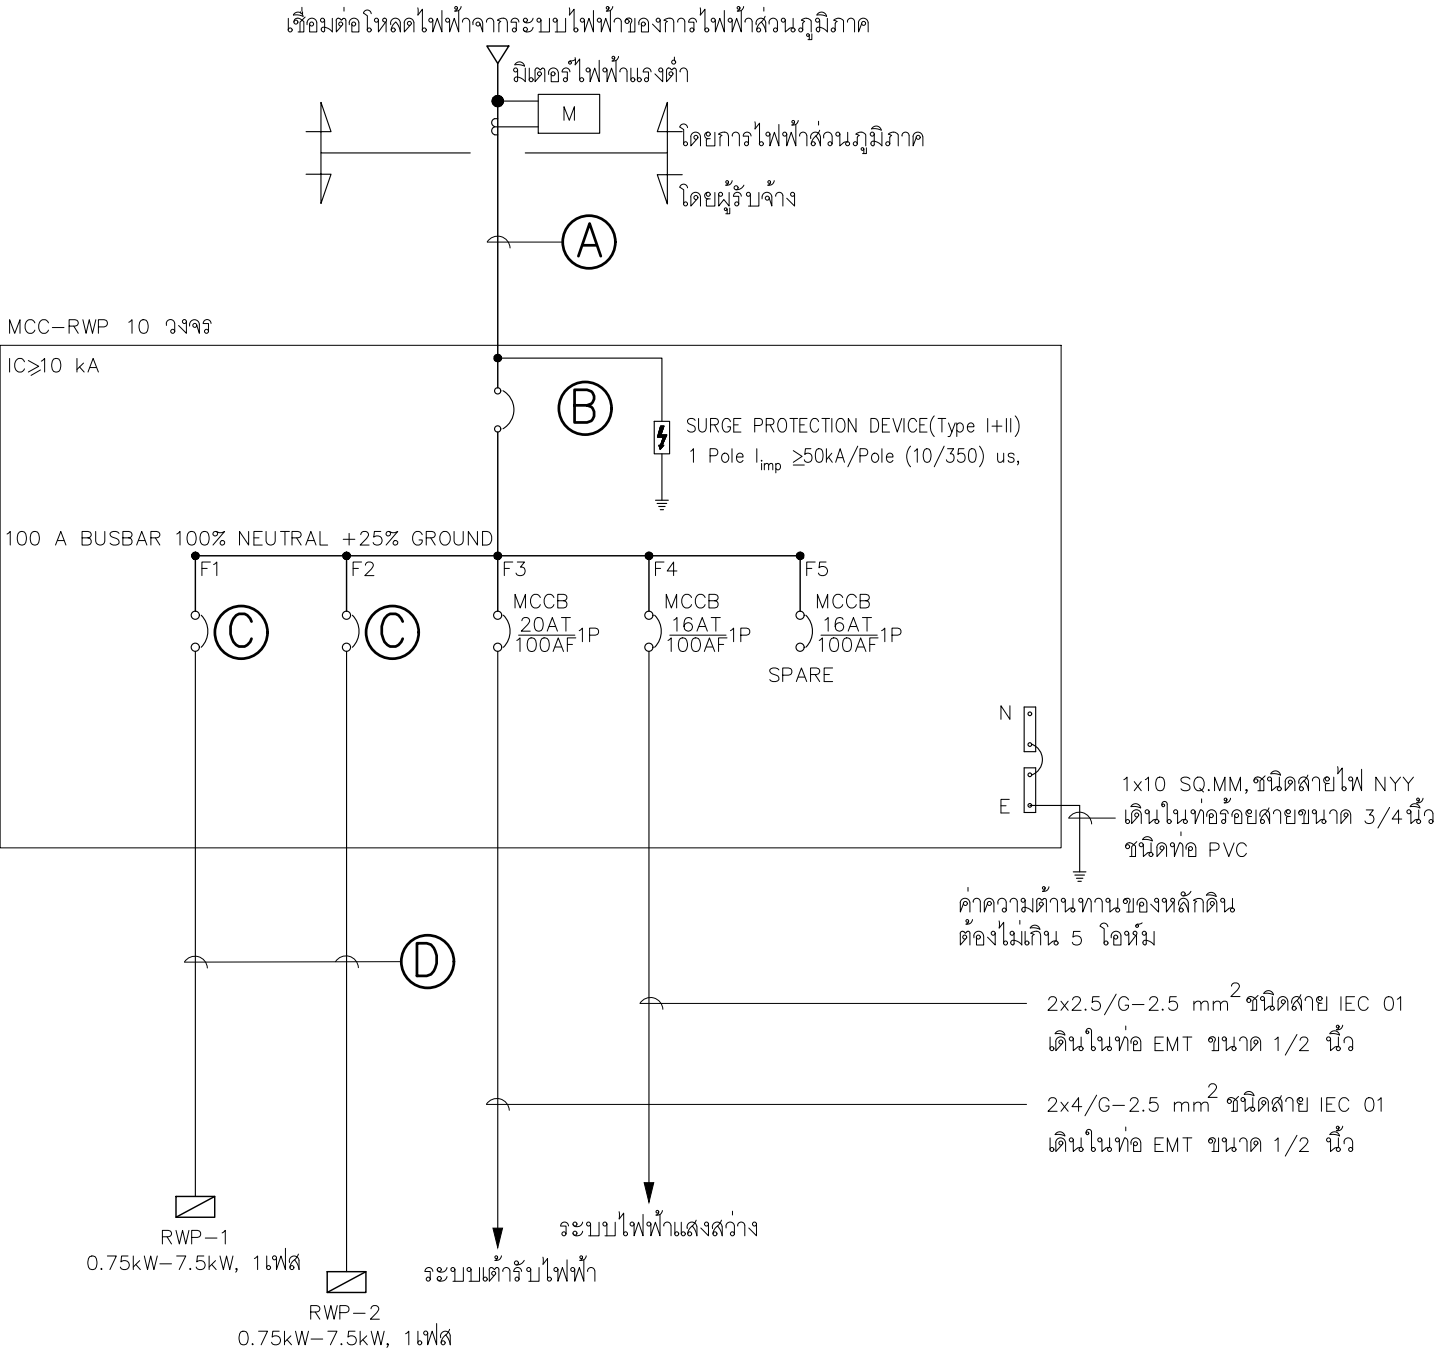 เชื่อมต่อโหลดไฟฟ้าจากระบบไฟฟ้าของการไฟฟ้าส่วนภูมิภาค
มิเตอร์ไฟฟ้าแรงต่ำ
M
โดยการไฟฟ้าส่วนภูมิภาค
โดยผู้รับจ้าง
A
MCC-RWP 10 วงจร
IC≥10 kA
B
SURGE PROTECTION DEVICE(Type I+II)
1 Pole Iimp ≥50kA/Pole (10/350) us,
100 A BUSBAR 100% NEUTRAL +25% GROUND
F1 F2 F3 F4 F5
MCCB MCCB MCCB
C C
20AT 16AT 16AT
1P 1P 1P
100AF 100AF 100AF
SPARE
N
E
1x10 SQ.MM, ชนิดสายไฟ NYY
เดินในท่อร้อยสายขนาด 3/4นิ้ว
ชนิดท่อ PVC
ค่าความต้านทานของหลักดิน
ต้องไม่เกิน 5 โอห์ม
D
2x2.5/G-2.5 mm² ชนิดสาย IEC 01
เดินในท่อ EMT ขนาด 1/2 นิ้ว
2x4/G-2.5 mm² ชนิดสาย IEC 01
เดินในท่อ EMT ขนาด 1/2 นิ้ว
ระบบไฟฟ้าแสงสว่าง
RWP-1
0.75kW-7.5kW, 1เฟส
ระบบเต้ารับไฟฟ้า
RWP-2
0.75kW-7.5kW, 1เฟส